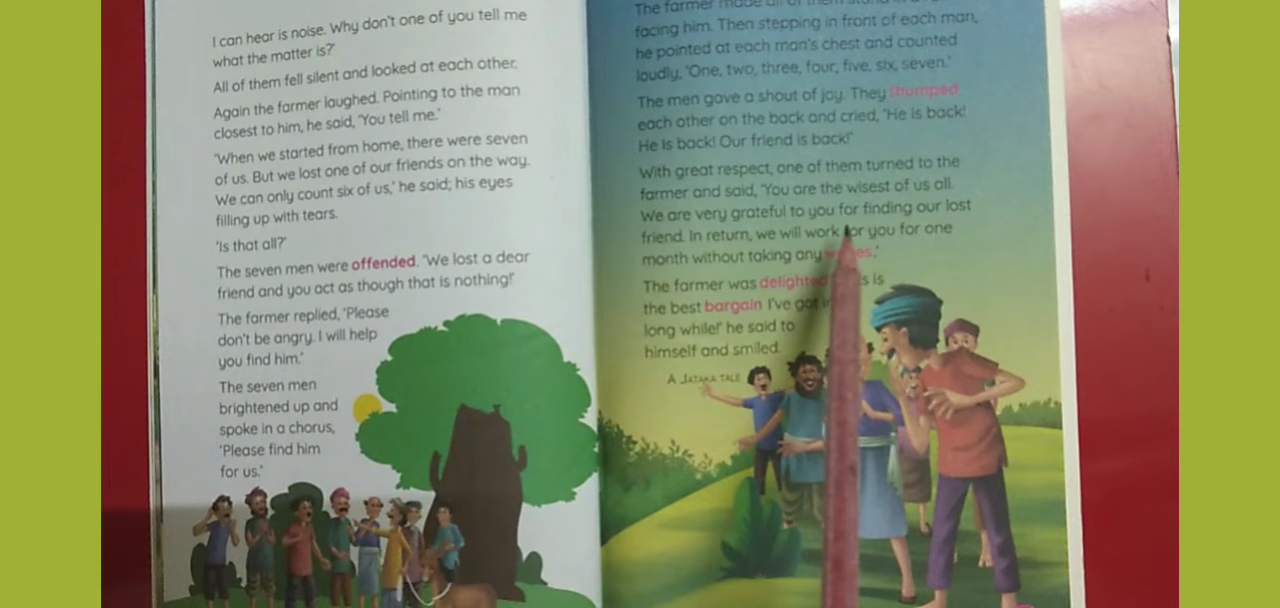 I can hear is noise. Why don't one of you tell me
what the matter is?'
All of them fell silent and looked at each other.
Again the farmer laughed. Pointing to the man
closest to him, he said, 'You tell me.'
'When we started from home, there were seven
of us. But we lost one of our friends on the way.
We can only count six of us,' he said; his eyes
filling up with tears.
'Is that all?'
The seven men were offended. 'We lost a dear
friend and you act as though that is nothing!'
The farmer replied, 'Please
don't be angry. I will help
you find him.'
The seven men
brightened up and
spoke in a chorus,
'Please find him
for us.'
The farmer made all of them stand
facing him. Then stepping in front of each man,
he pointed at each man's chest and counted
loudly, 'One, two, three, four, five, six, seven.'
The men gave a shout of joy. They thumped
each other on the back and cried, 'He is back!
He is back! Our friend is back!'
With great respect, one of them turned to the
farmer and said, 'You are the wisest of us all.
We are very grateful to you for finding our lost
friend. In return, we will work for you for one
month without taking any
The farmer was delighted is
the best bargain I've got
long while!' he said to
himself and smiled.
A JATAKA TALE